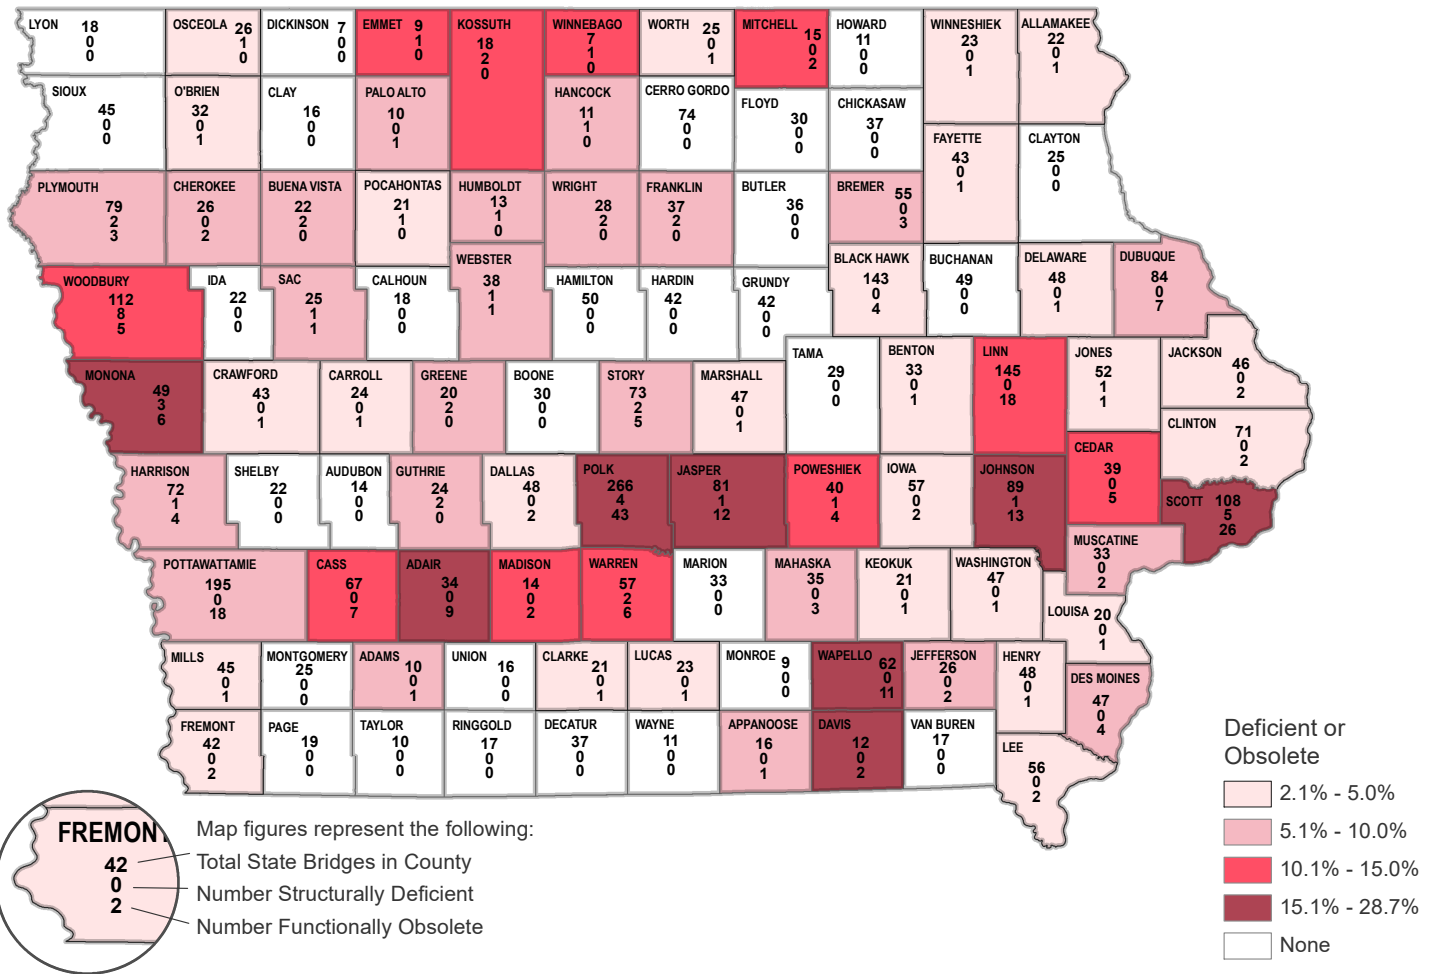 LYON 18
0
0
OSCEOLA 26
1
0
DICKINSON 7
0
0
EMMET 9
1
0
KOSSUTH
18
2
0
WINNEBAGO
7
1
0
WORTH 25
0
1
MITCHELL 15
0
2
HOWARD
11
0
0
WINNESHIEK
23
0
1
ALLAMAKEE
22
0
1
SIOUX
45
0
0
O'BRIEN
32
0
1
CLAY
16
0
0
PALO ALTO
10
0
1
HANCOCK
11
1
0
CERRO GORDO
74
0
0
FLOYD
30
0
0
CHICKASAW
37
0
0
FAYETTE
43
0
1
CLAYTON
25
0
0
PLYMOUTH
79
2
3
CHEROKEE
26
0
2
BUENA VISTA
22
2
0
POCAHONTAS
21
1
0
HUMBOLDT
13
1
0
WRIGHT
28
2
0
FRANKLIN
37
2
0
BUTLER
36
0
0
BREMER 55
0
3
WOODBURY
112
8
5
IDA
22
0
0
SAC
25
1
1
CALHOUN
18
0
0
WEBSTER
38
1
1
HAMILTON
50
0
0
HARDIN
42
0
0
GRUNDY
42
0
0
BLACK HAWK
143
0
4
BUCHANAN
49
0
0
DELAWARE
48
0
1
DUBUQUE
84
0
7
MONONA
49
3
6
CRAWFORD
43
0
1
CARROLL
24
0
1
GREENE
20
2
0
BOONE
30
0
0
STORY
73
2
5
MARSHALL
47
0
1
TAMA
29
0
0
BENTON
33
0
1
LINN
145
0
18
JONES
52
1
1
JACKSON
46
0
2
CLINTON
71
0
2
HARRISON
72
1
4
SHELBY
22
0
0
AUDUBON
14
0
0
GUTHRIE
24
2
0
DALLAS
48
0
2
POLK
266
4
43
JASPER
81
1
12
POWESHIEK
40
1
4
IOWA
57
0
2
JOHNSON
89
1
13
CEDAR
39
0
5
SCOTT 108
5
26
MUSCATINE
33
0
2
POTTAWATTAMIE
195
0
18
CASS
67
0
7
ADAIR
34
0
9
MADISON
14
0
2
WARREN
57
2
6
MARION
33
0
0
MAHASKA
35
0
3
KEOKUK
21
0
1
WASHINGTON
47
0
1
LOUISA 20
0
1
MILLS
45
0
1
MONTGOMERY
25
0
0
ADAMS
10
0
1
UNION
16
0
0
CLARKE
21
0
1
LUCAS
23
0
1
MONROE 9
0
0
WAPELLO 62
0
11
JEFFERSON
26
0
2
HENRY
48
0
1
DES MOINES
47
0
4
FREMONT
42
0
2
PAGE
19
0
0
TAYLOR
10
0
0
RINGGOLD
17
0
0
DECATUR
37
0
0
WAYNE
11
0
0
APPANOOSE
16
0
1
DAVIS
12
0
2
VAN BUREN
17
0
0
LEE
56
0
2
Deficient or
Obsolete
2.1% - 5.0%
5.1% - 10.0%
10.1% - 15.0%
15.1% - 28.7%
None
FREMON
42
0
2
Map figures represent the following:
Total State Bridges in County
Number Structurally Deficient
Number Functionally Obsolete